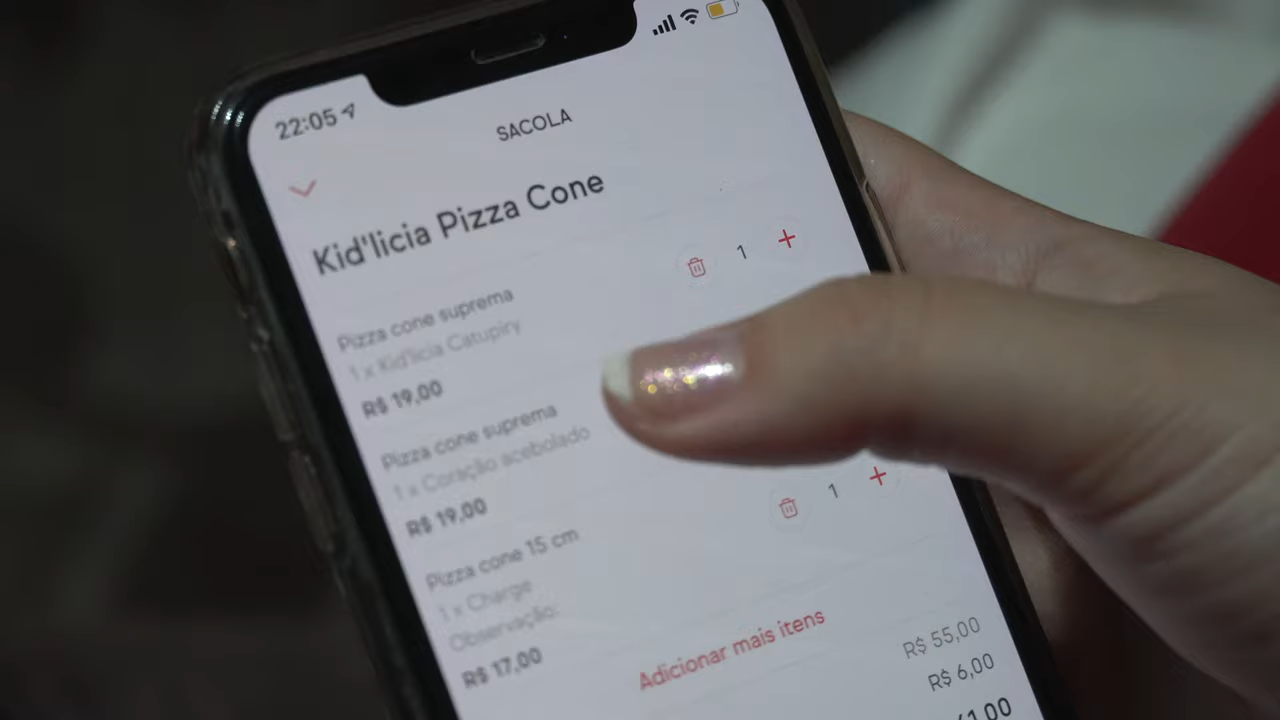 22:05
SACOLA
Kid'licia Pizza Cone
1
Pizza cone suprema
1 x Kid'licia Catupiry
R$ 19,00
Pizza cone suprema
1 x Coração acebolado
R$ 19,00
1
Pizza cone 15 cm
1 x Charge
Observação:
R$ 17,00
Adicionar mais itens
R$ 55,00
R$ 6,00
61,00